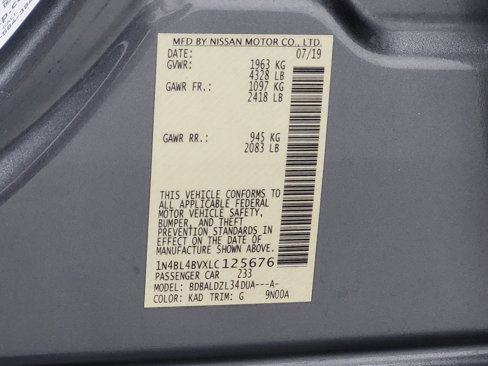 MFD BY NISSAN MOTOR CO., LTD.
DATE: 07/19
GVWR: 1963 KG
4328 LB
GAWR FR.: 1097 KG
2418 LB
GAWR RR.: 945 KG
2083 LB
THIS VEHICLE CONFORMS TO
ALL APPLICABLE FEDERAL
MOTOR VEHICLE SAFETY,
BUMPER, AND THEFT
PREVENTION STANDARDS IN
EFFECT ON THE DATE OF
MANUFACTURE SHOWN ABOVE.
1N4BL4BVXLC125676
PASSENGER CAR 233
MODEL: BDBALDZL34DUA---A-
COLOR: KAD TRIM: G 9N00A